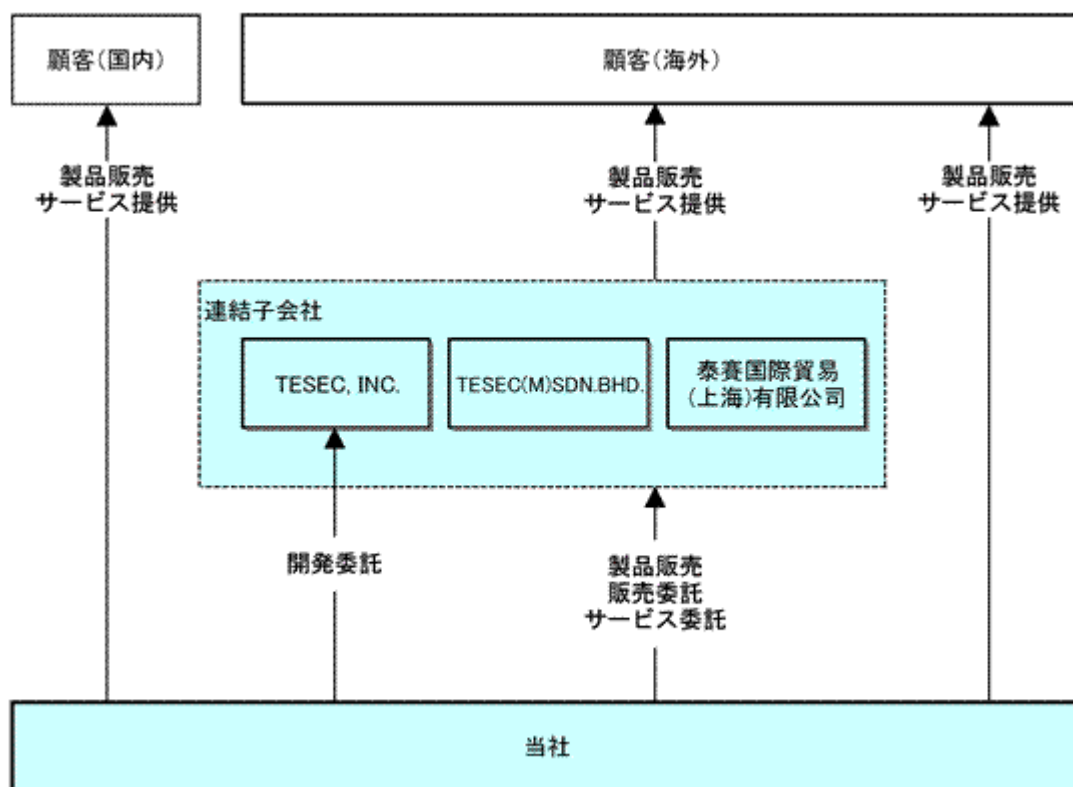 顧客(国内)
顧客(海外)
製品販売
サービス提供
製品販売
サービス提供
製品販売
サービス提供
連結子会社
TESEC, INC.
TESEC(M)SDN.BHD.
泰賽国際貿易
(上海)有限公司
開発委託
製品販売
販売委託
サービス委託
当社